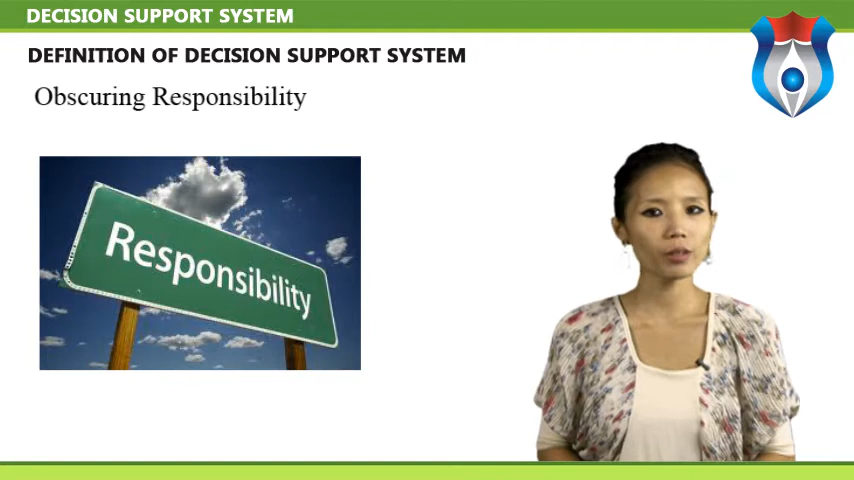 DECISION SUPPORT SYSTEM
DEFINITION OF DECISION SUPPORT SYSTEM
Obscuring Responsibility
Responsibility